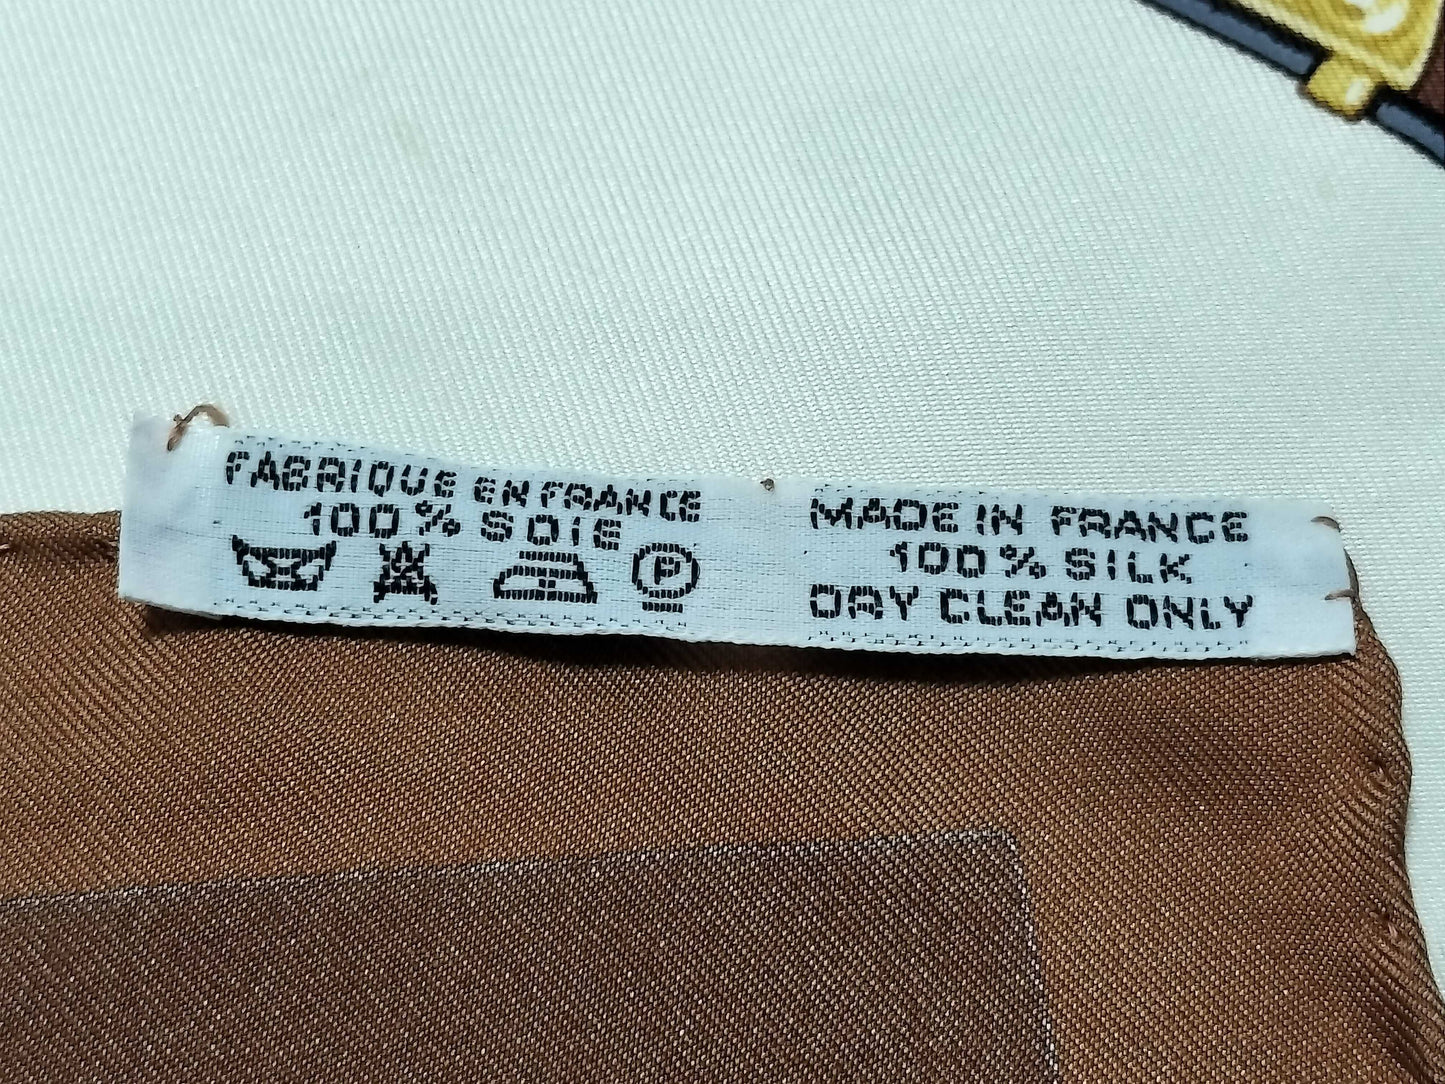 FABRIQUE EN FRANCE
100% SOIE
P
MADE IN FRANCE
100% SILK
DRY CLEAN ONLY